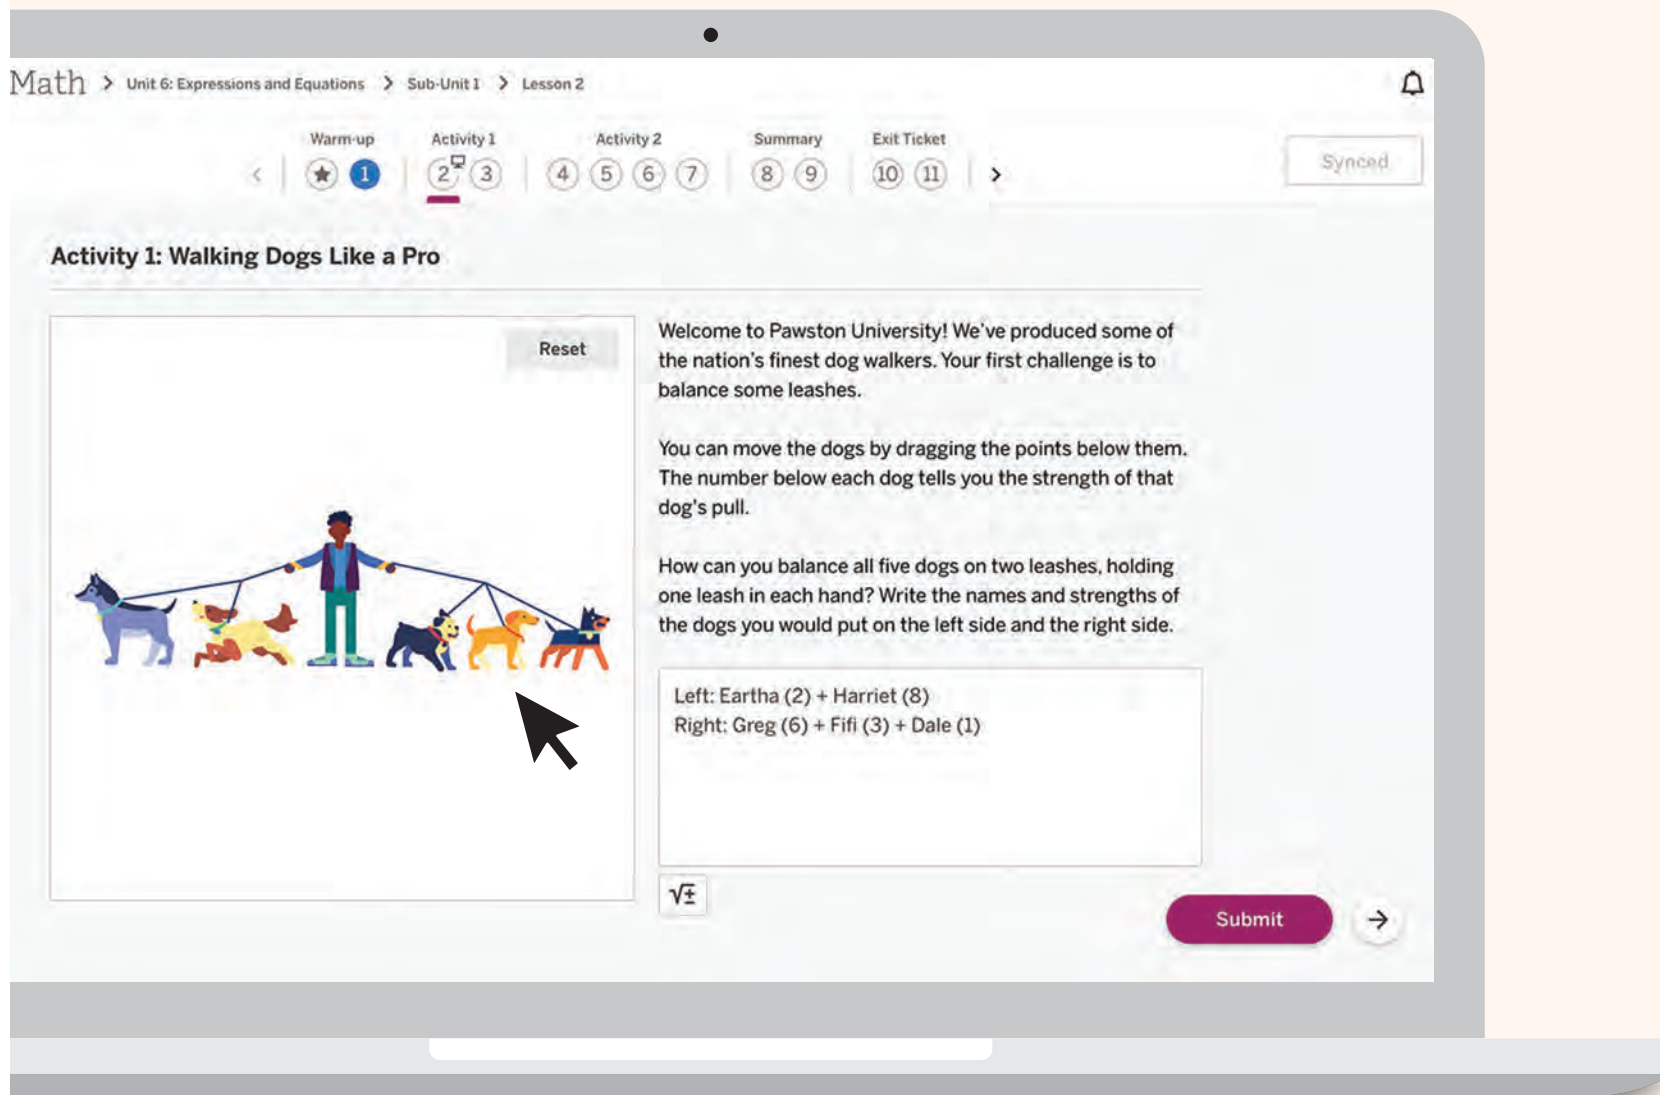 Math > Unit 6: Expressions and Equations > Sub-Unit 1 > Lesson 2
Warm-up Activity 1 Activity 2 Summary Exit Ticket
1 2 3 4 5 6 7 8 9 10 11
Synced
Activity 1: Walking Dogs Like a Pro
Reset
Welcome to Pawston University! We've produced some of
the nation's finest dog walkers. Your first challenge is to
balance some leashes.
You can move the dogs by dragging the points below them.
The number below each dog tells you the strength of that
dog's pull.
How can you balance all five dogs on two leashes, holding
one leash in each hand? Write the names and strengths of
the dogs you would put on the left side and the right side.
Left: Eartha (2) + Harriet (8)
Right: Greg (6) + Fifi (3) + Dale (1)
√±
Submit